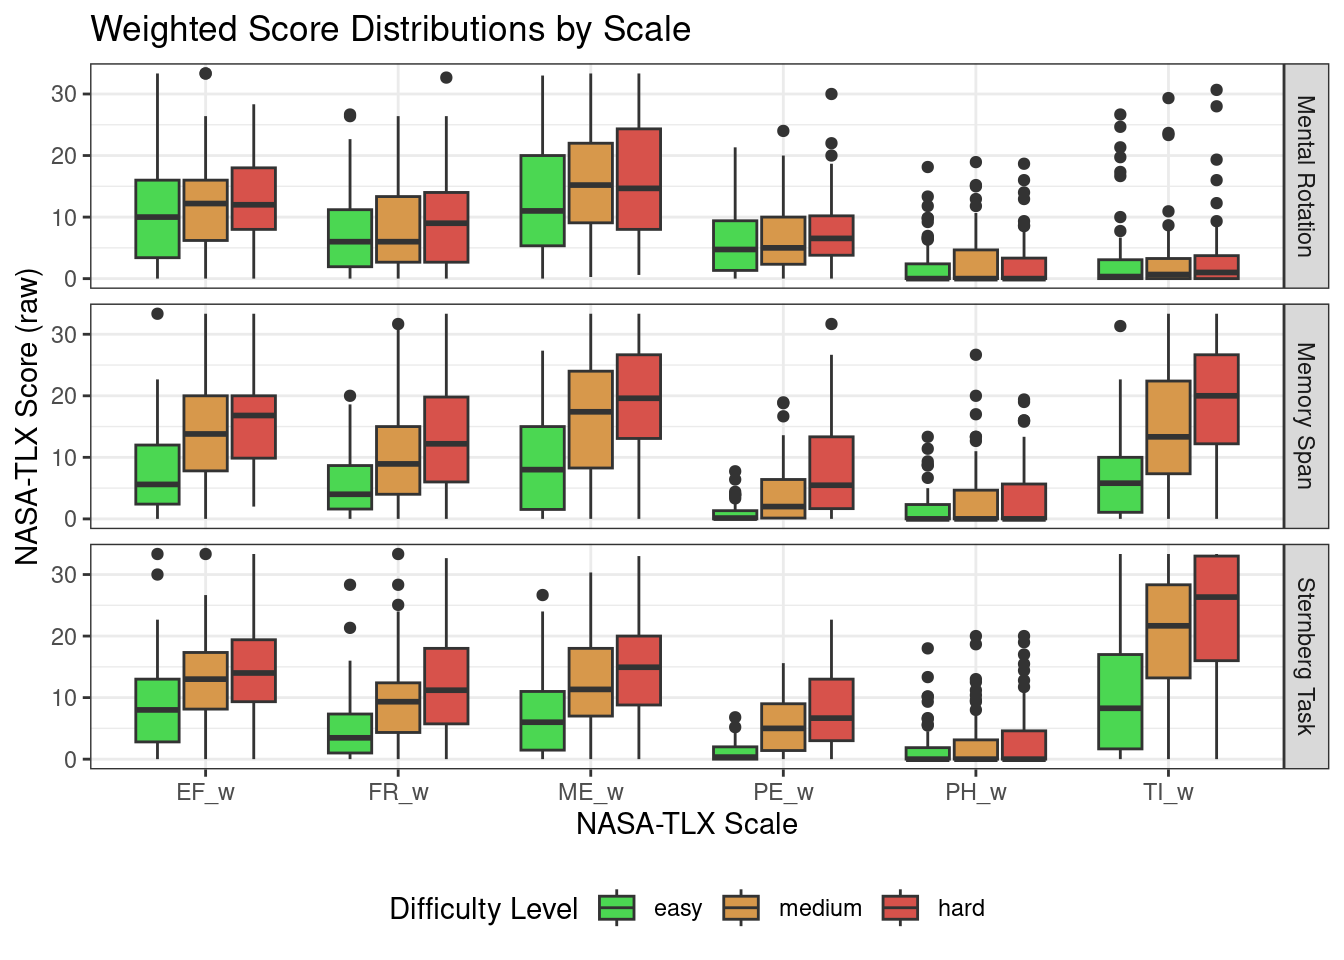 Weighted Score Distributions by Scale
NASA-TLX Score (raw)
30
20
10
0
Mental Rotation
30
20
10
0
Memory Span
30
20
10
0
Sternberg Task
EF_w FR_w ME_w PE_w PH_w TI_w
NASA-TLX Scale
Difficulty Level easy medium hard